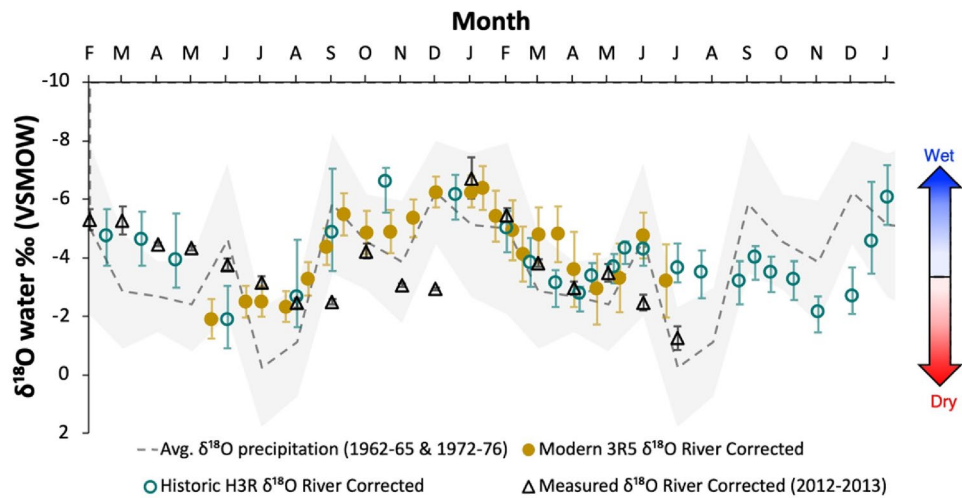 Month
F M A M J J A S O N D J F M A M J J A S O N D J
-10
-8
-6
-4
-2
0
2
δ¹⁸O water ‰ (VSMOW)
Wet
Dry
Avg. δ¹⁸O precipitation (1962-65 & 1972-76)
Modern 3R5 δ¹⁸O River Corrected
Historic H3R δ¹⁸O River Corrected
Measured δ¹⁸O River Corrected (2012-2013)